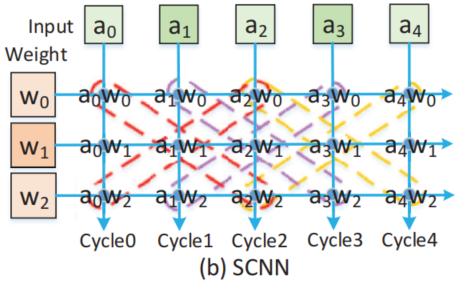 Input a0 a1 a2 a3 a4
Weight
w0 a0w0 a1w0 a2w0 a3w0 a4w0
w1 a0w1 a1w1 a2w1 a3w1 a4w1
w2 a0w2 a1w2 a2w2 a3w2 a4w2
Cycle0 Cycle1 Cycle2 Cycle3 Cycle4
(b) SCNN